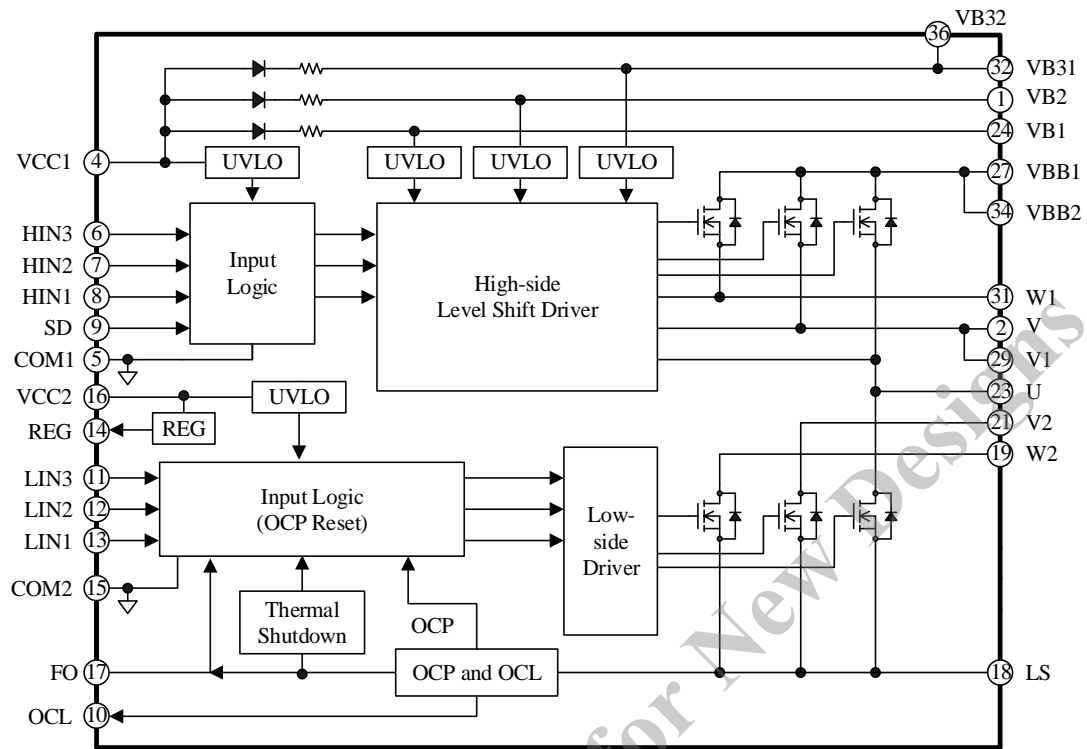 VB32
36
32 VB31
1 VB2
24 VB1
VCC1 4
UVLO UVLO UVLO UVLO
27 VBB1
34 VBB2
HIN3 6
HIN2 7
HIN1 8
SD 9
COM1 5
Input
Logic
High-side
Level Shift Driver
31 W1
2 V
29 V1
23 U
21 V2
19 W2
VCC2 16
UVLO
REG 14
REG
LIN3 11
LIN2 12
LIN1 13
COM2 15
Input Logic
(OCP Reset)
Low-
side
Driver
Thermal
Shutdown
OCP
FO 17
OCP and OCL
18 LS
OCL 10
for New Designs